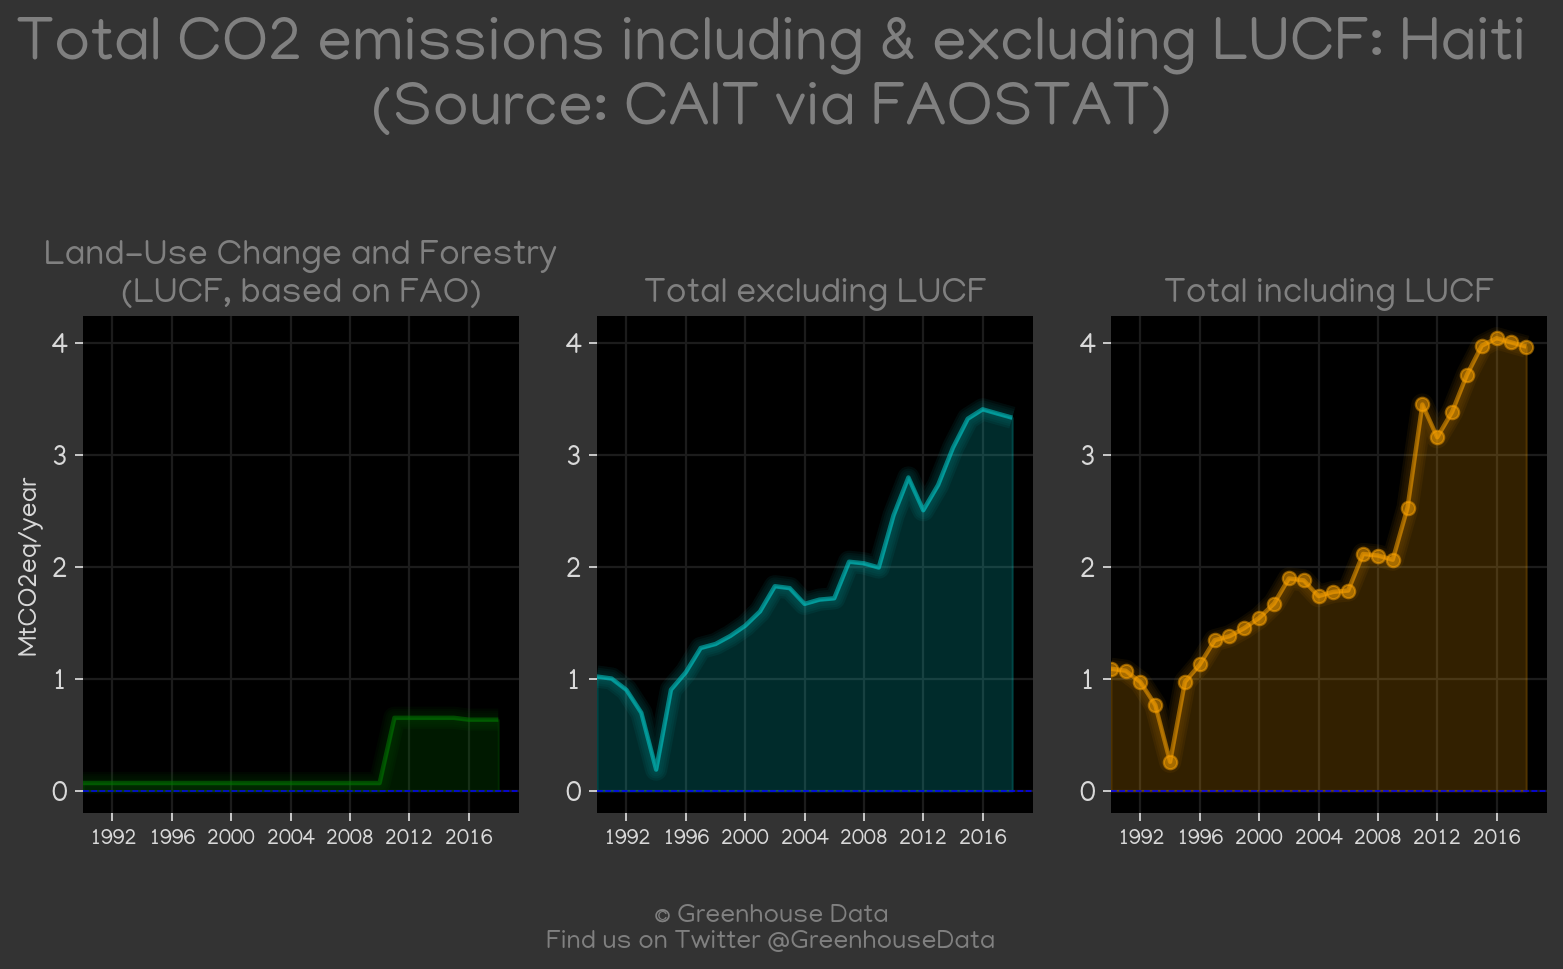 Total CO2 emissions including & excluding LUCF: Haiti
(Source: CAIT via FAOSTAT)
Land-Use Change and Forestry
(LUCF, based on FAO)
Total excluding LUCF
Total including LUCF
MtCO2eq/year
4
3
2
1
0
1992 1996 2000 2004 2008 2012 2016
4
3
2
1
0
1992 1996 2000 2004 2008 2012 2016
4
3
2
1
0
1992 1996 2000 2004 2008 2012 2016
© Greenhouse Data
Find us on Twitter @GreenhouseData